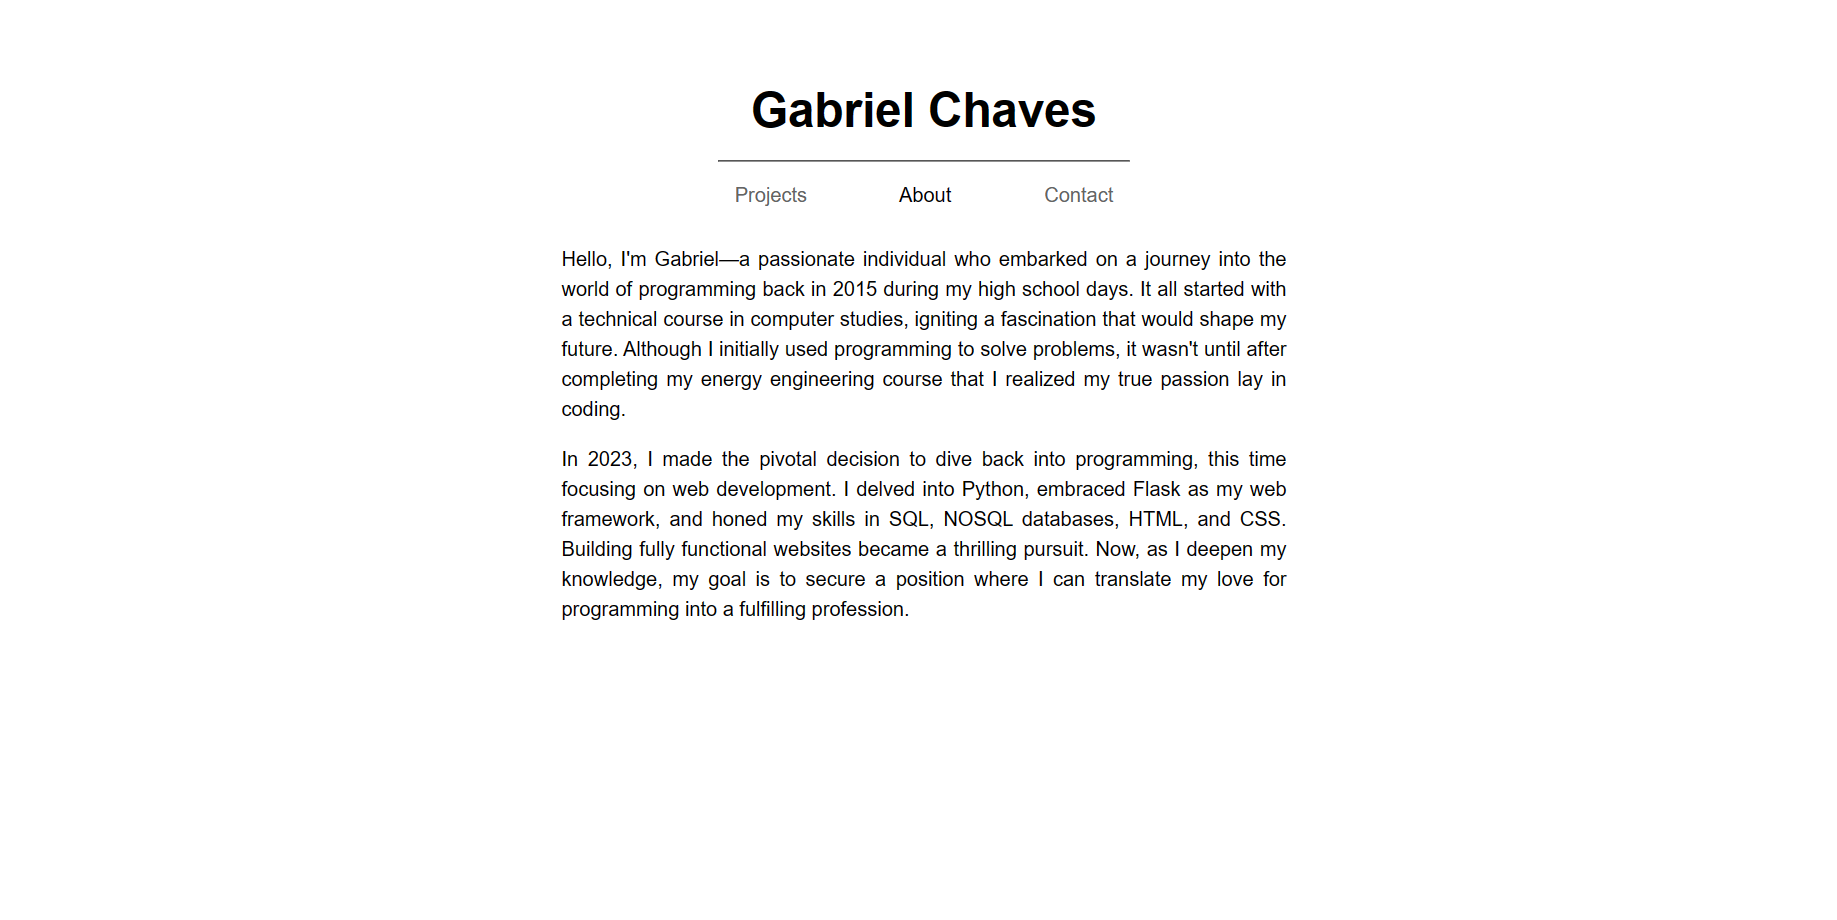 Gabriel Chaves
Projects About Contact
Hello, I'm Gabriel—a passionate individual who embarked on a journey into the
world of programming back in 2015 during my high school days. It all started with
a technical course in computer studies, igniting a fascination that would shape my
future. Although I initially used programming to solve problems, it wasn't until after
completing my energy engineering course that I realized my true passion lay in
coding.
In 2023, I made the pivotal decision to dive back into programming, this time
focusing on web development. I delved into Python, embraced Flask as my web
framework, and honed my skills in SQL, NOSQL databases, HTML, and CSS.
Building fully functional websites became a thrilling pursuit. Now, as I deepen my
knowledge, my goal is to secure a position where I can translate my love for
programming into a fulfilling profession.